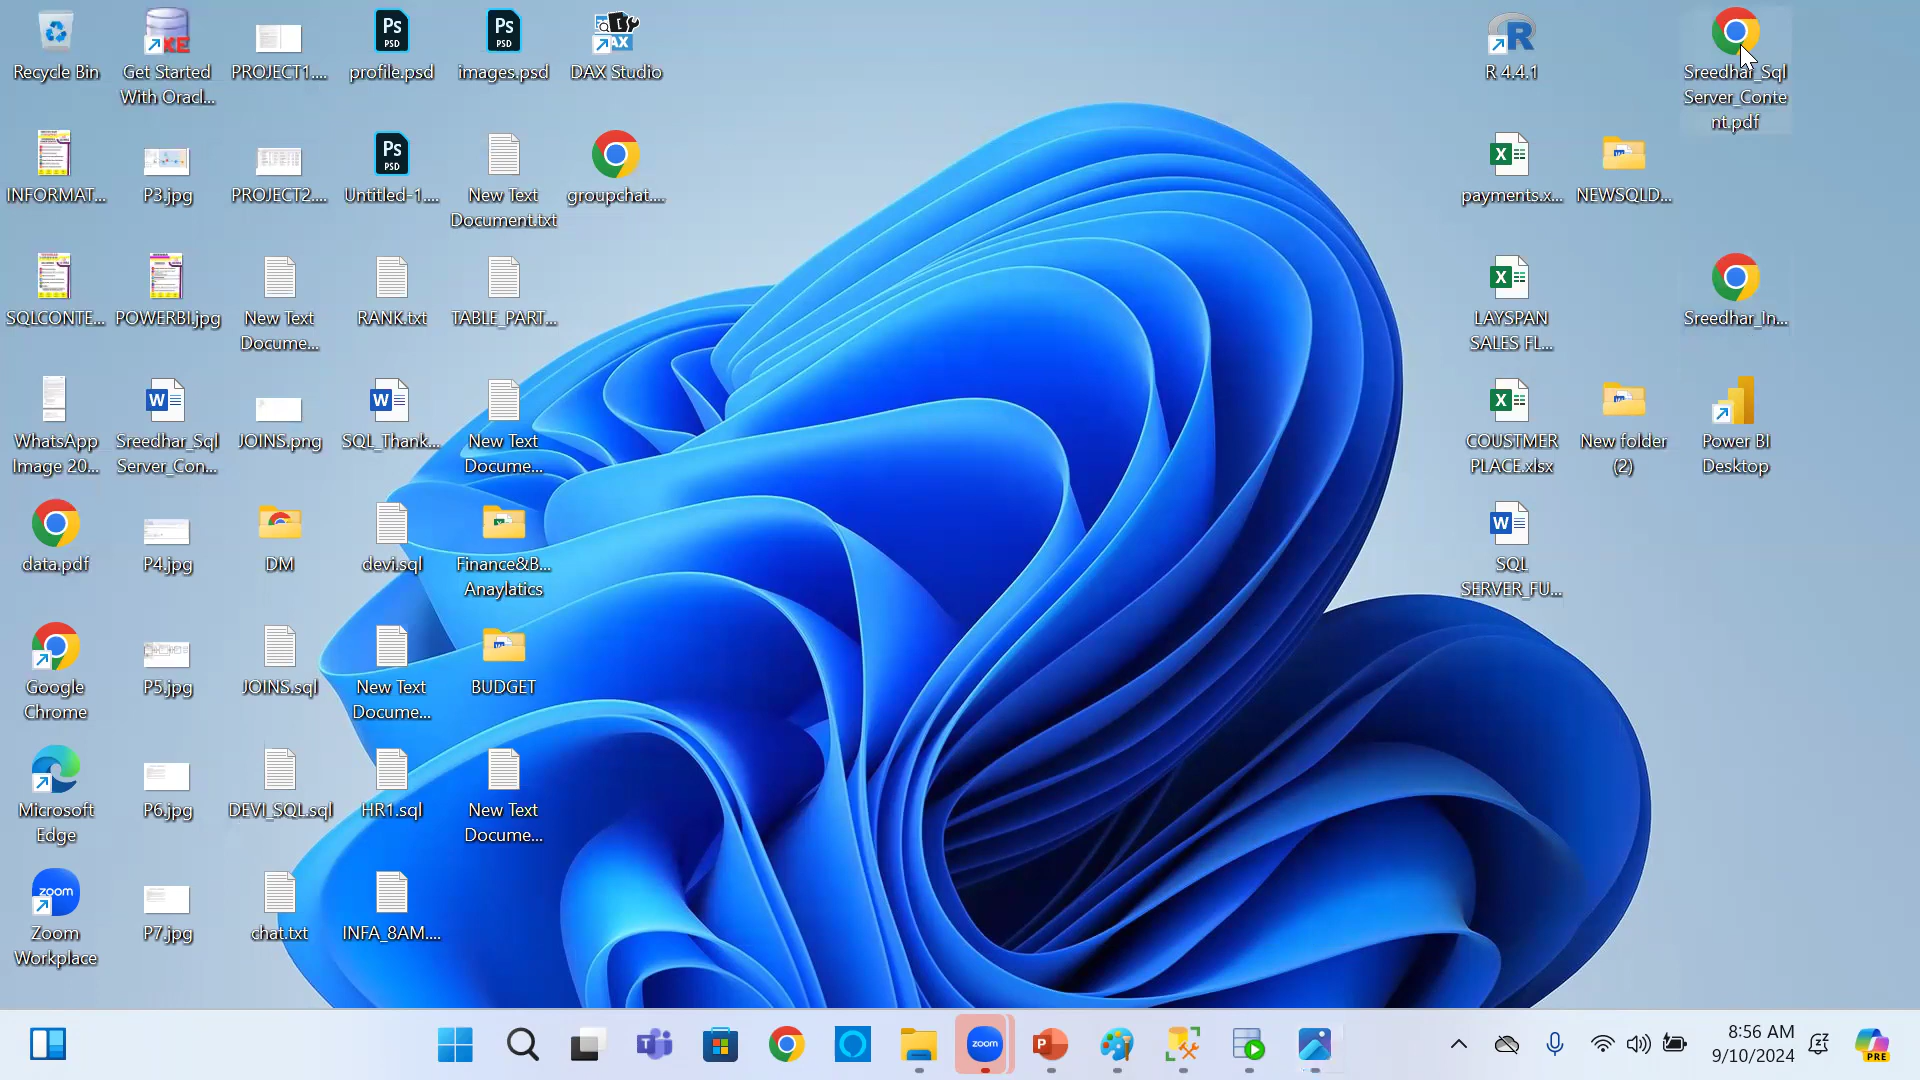 Recycle Bin
Get Started
With Oracl...
PROJECT1....
profile.psd
images.psd
DAX Studio
R 4.4.1
Sreedhar_Sql
Server_Conte
nt.pdf
INFORMAT...
P3.jpg
PROJECT2....
Untitled-1....
New Text
Document.txt
groupchat....
payments.x...
NEWSQLD...
SQLCONTE...
POWERBI.jpg
New Text
Docume...
RANK.txt
TABLE_PART...
LAYSPAN
SALES FL...
Sreedhar_In...
WhatsApp
Image 20...
Sreedhar_Sql
Server_Con...
JOINS.png
SQL_Thank...
New Text
Docume...
COUSTMER
PLACE.xlsx
New folder
(2)
Power BI
Desktop
data.pdf
P4.jpg
DM
devi.sql
Finance&B...
Anaylatics
SQL
SERVER_FU...
Google
Chrome
P5.jpg
JOINS.sql
New Text
Docume...
BUDGET
Microsoft
Edge
P6.jpg
DEVI_SQL.sql
HR1.sql
New Text
Docume...
zoom
Zoom
Workplace
P7.jpg
chat.txt
INFA_8AM....
zoom
8:56 AM
9/10/2024
PRE